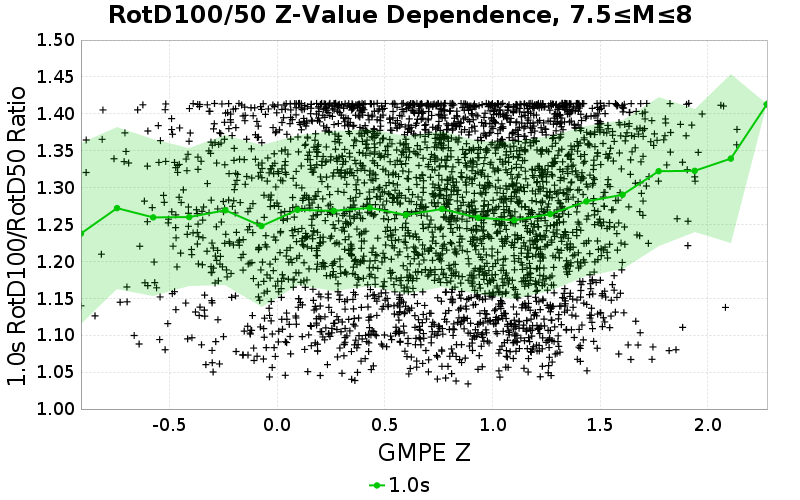 RotD100/50 Z-Value Dependence, 7.5≤M≤8
1.50
1.45
1.40
1.35
1.30
1.25
1.20
1.15
1.10
1.05
1.00
1.0s RotD100/RotD50 Ratio
-0.5 0.0 0.5 1.0 1.5 2.0
GMPE Z
1.0s